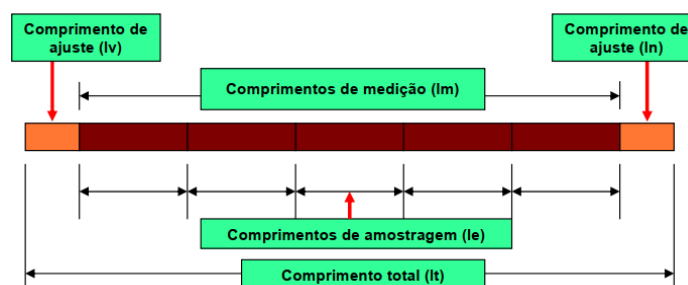 Comprimento de
ajuste (lv)
Comprimento de
ajuste (ln)
Comprimentos de medição (lm)
Comprimentos de amostragem (le)
Comprimento total (lt)